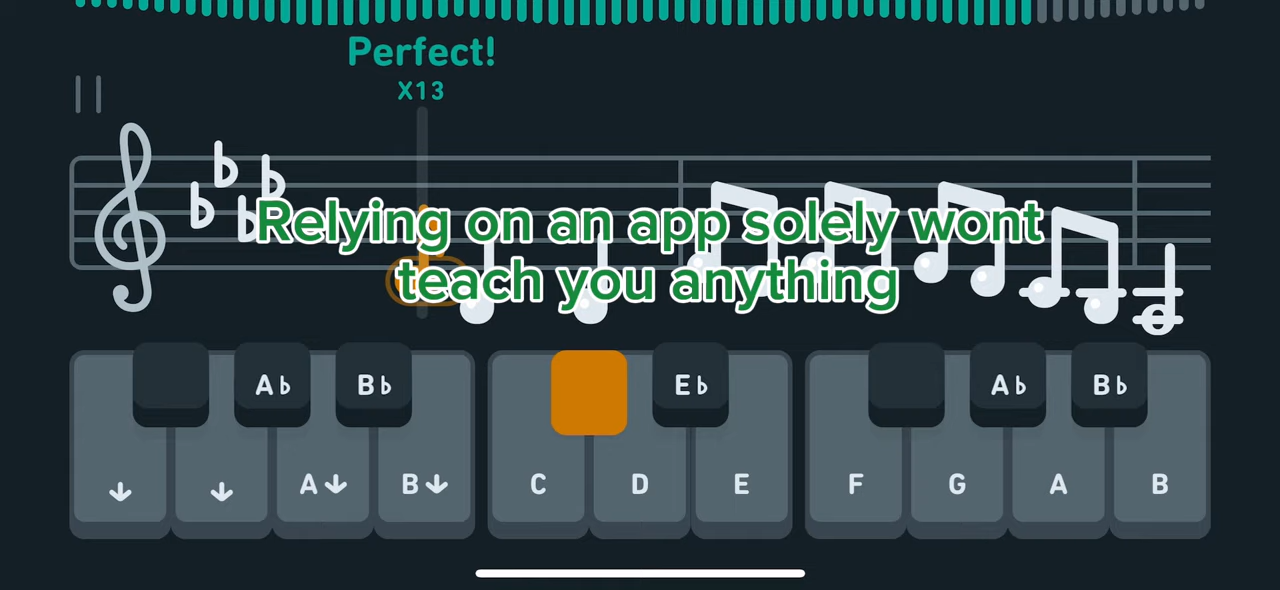 Perfect!
X13
Relying on an app solely wont
teach you anything
A♭ B♭ E♭ A♭ B♭
A↓ B↓ C D E F G A B